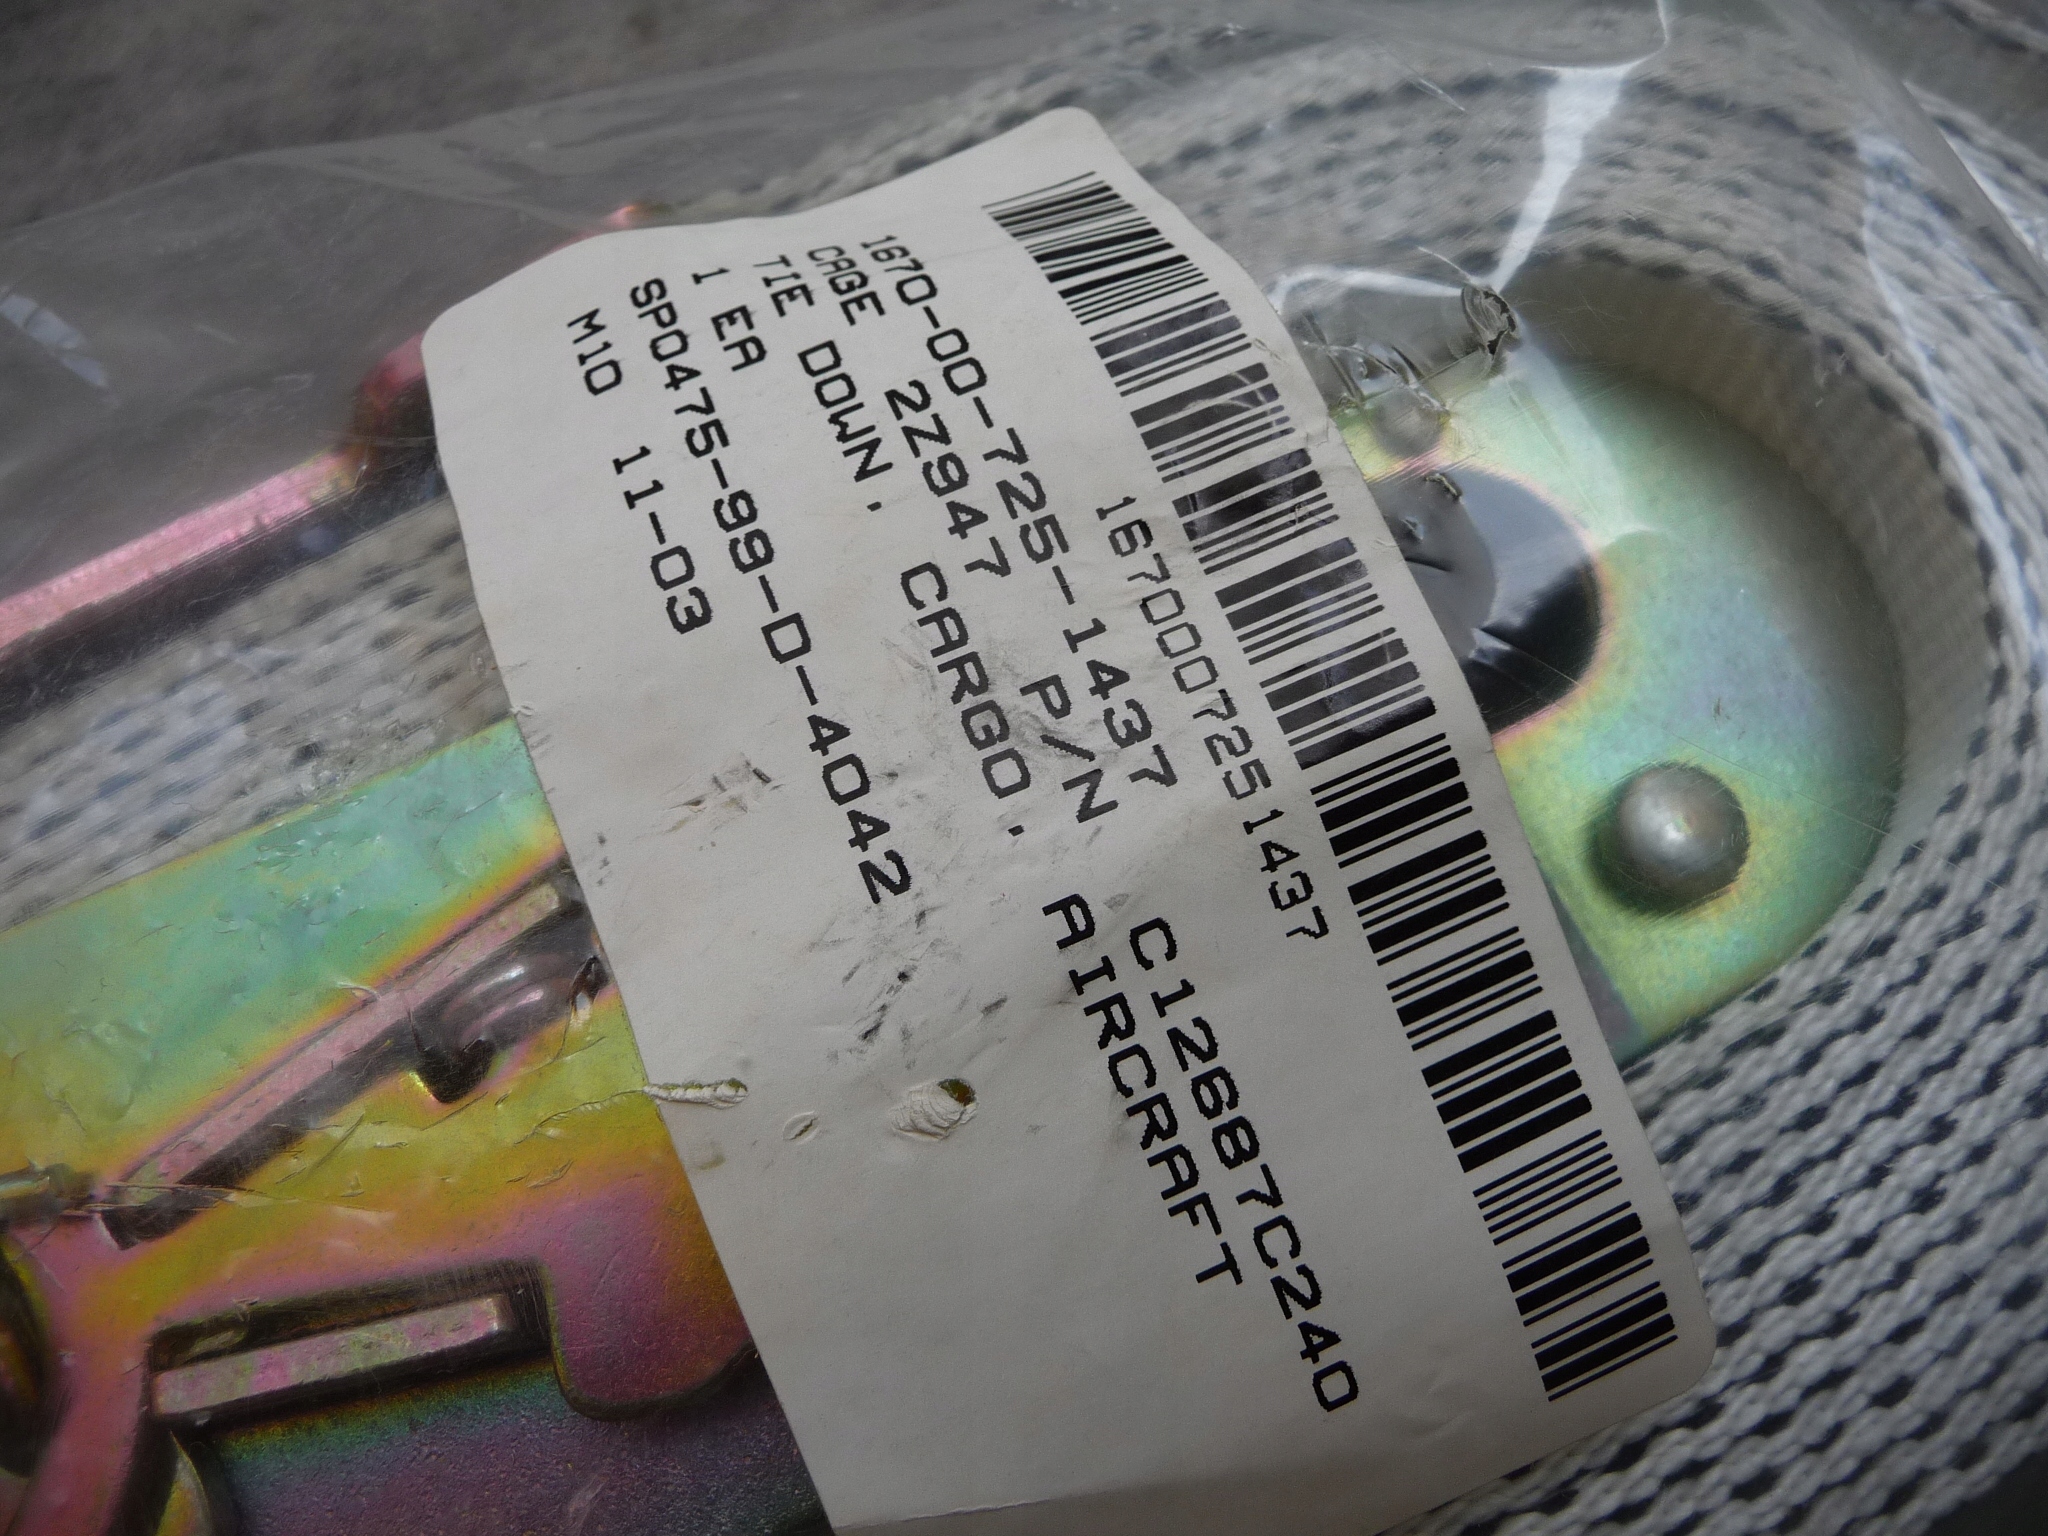 1670007251437
1670-00-725-1437
CAGE 2Z947 P/N C12687C240
TIE DOWN. CARGO. AIRCRAFT
1 EA
SP0475-99-D-4042
M10 11-03